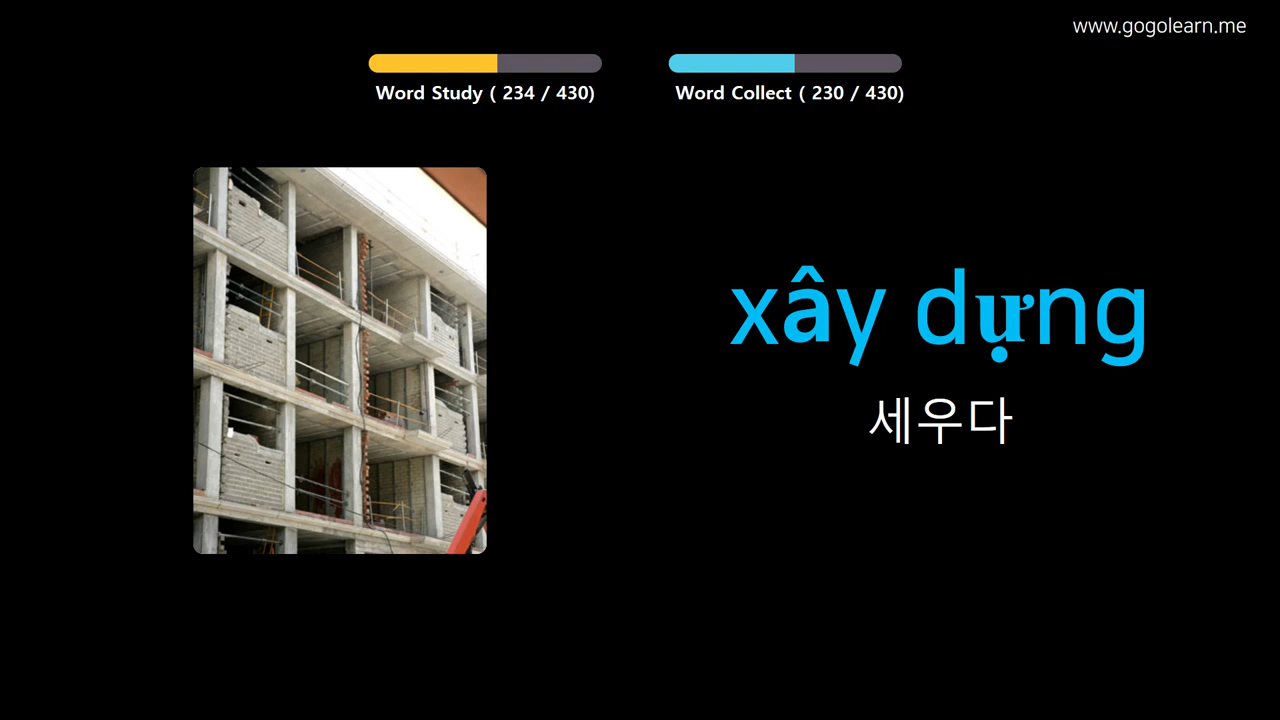 www.gogolearn.me
Word Study ( 234 / 430)
Word Collect ( 230 / 430)
xây dựng
세우다